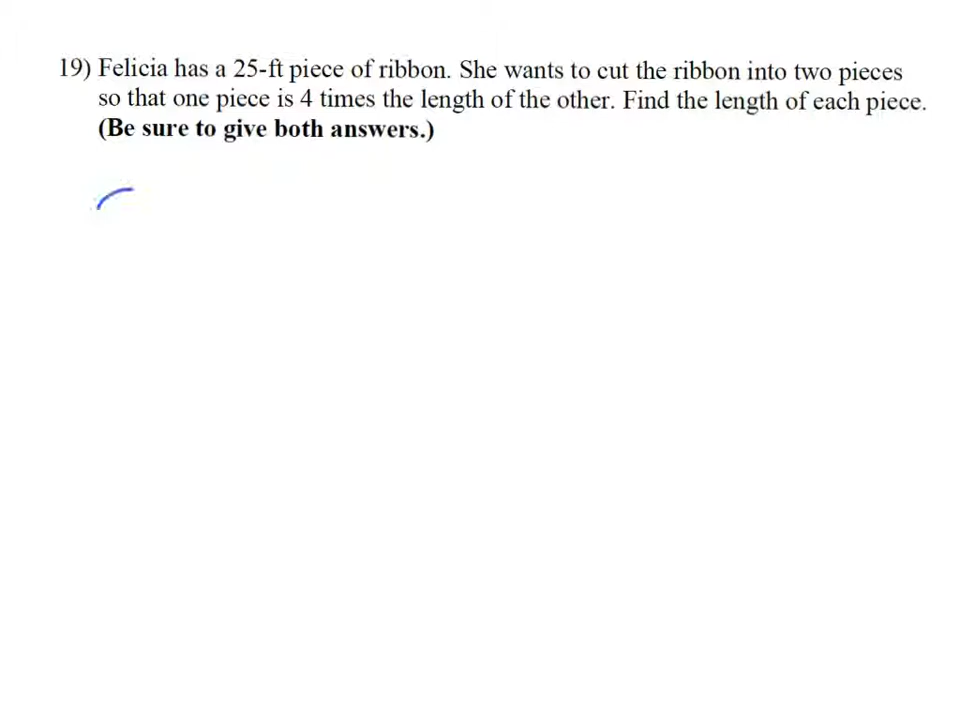 19) Felicia has a 25-ft piece of ribbon. She wants to cut the ribbon into two pieces
so that one piece is 4 times the length of the other. Find the length of each piece.
(Be sure to give both answers.)